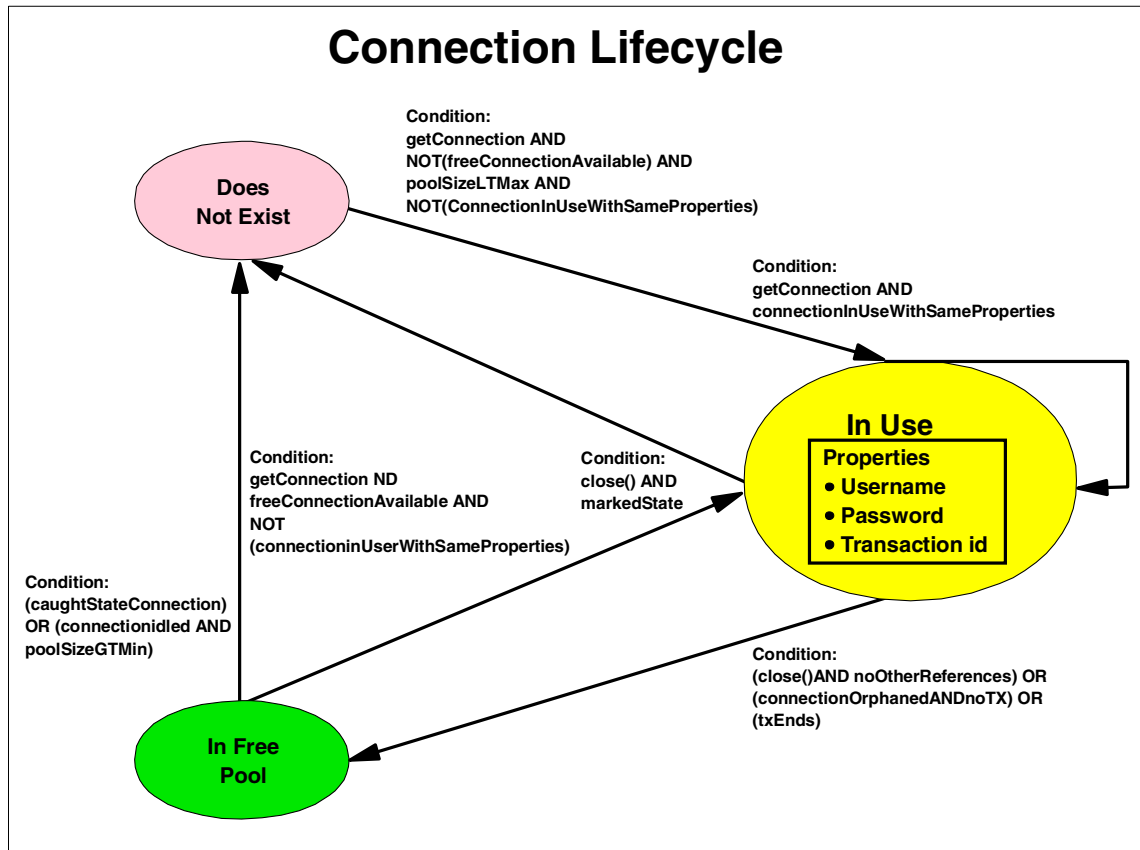 Connection Lifecycle
Condition:
getConnection AND
NOT(freeConnectionAvailable) AND
poolSizeLTMax AND
NOT(ConnectionInUseWithSameProperties)
Does
Not Exist
Condition:
getConnection AND
connectionInUseWithSameProperties
In Use
Properties
• Username
• Password
• Transaction id
Condition:
getConnection ND
freeConnectionAvailable AND
NOT
(connectioninUserWithSameProperties)
Condition:
close() AND
markedState
Condition:
(caughtStateConnection)
OR (connectionidled AND
poolSizeGTMin)
Condition:
(close()AND noOtherReferences) OR
(connectionOrphanedANDnoTX) OR
(txEnds)
In Free
Pool